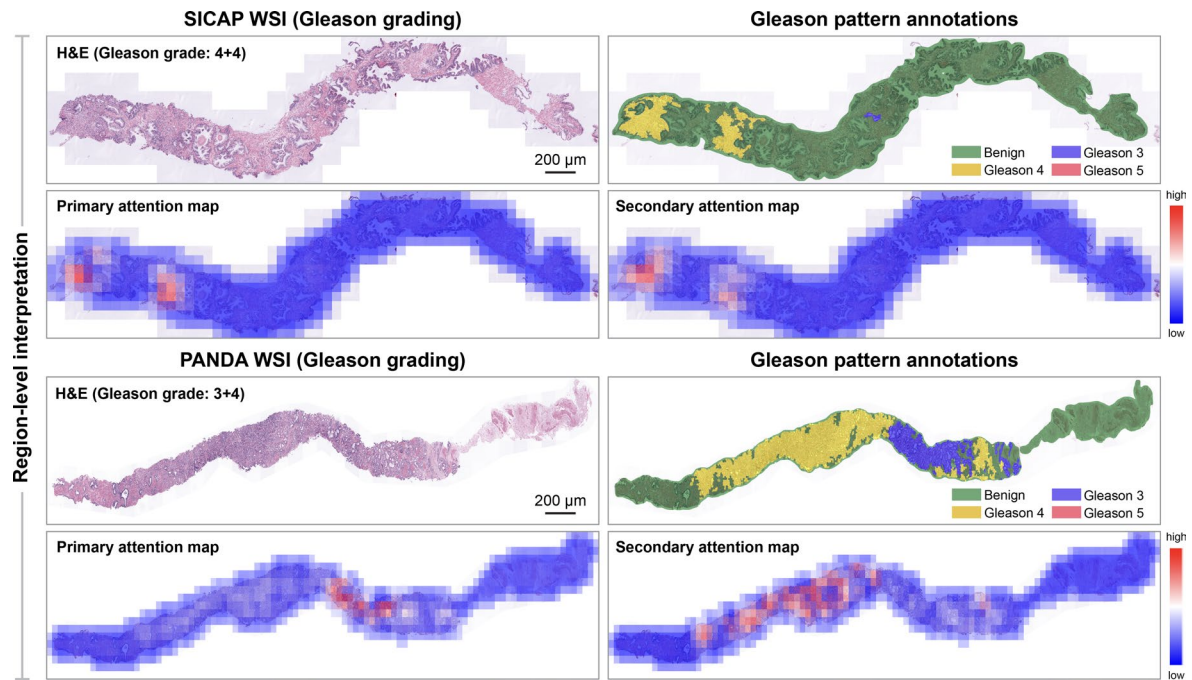 SICAP WSI (Gleason grading)
Gleason pattern annotations
H&E (Gleason grade: 4+4)
200 μm
Benign
Gleason 3
Gleason 4
Gleason 5
Primary attention map
Secondary attention map
high
low
Region-level interpretation
PANDA WSI (Gleason grading)
Gleason pattern annotations
H&E (Gleason grade: 3+4)
200 μm
Benign
Gleason 3
Gleason 4
Gleason 5
Primary attention map
Secondary attention map
high
low